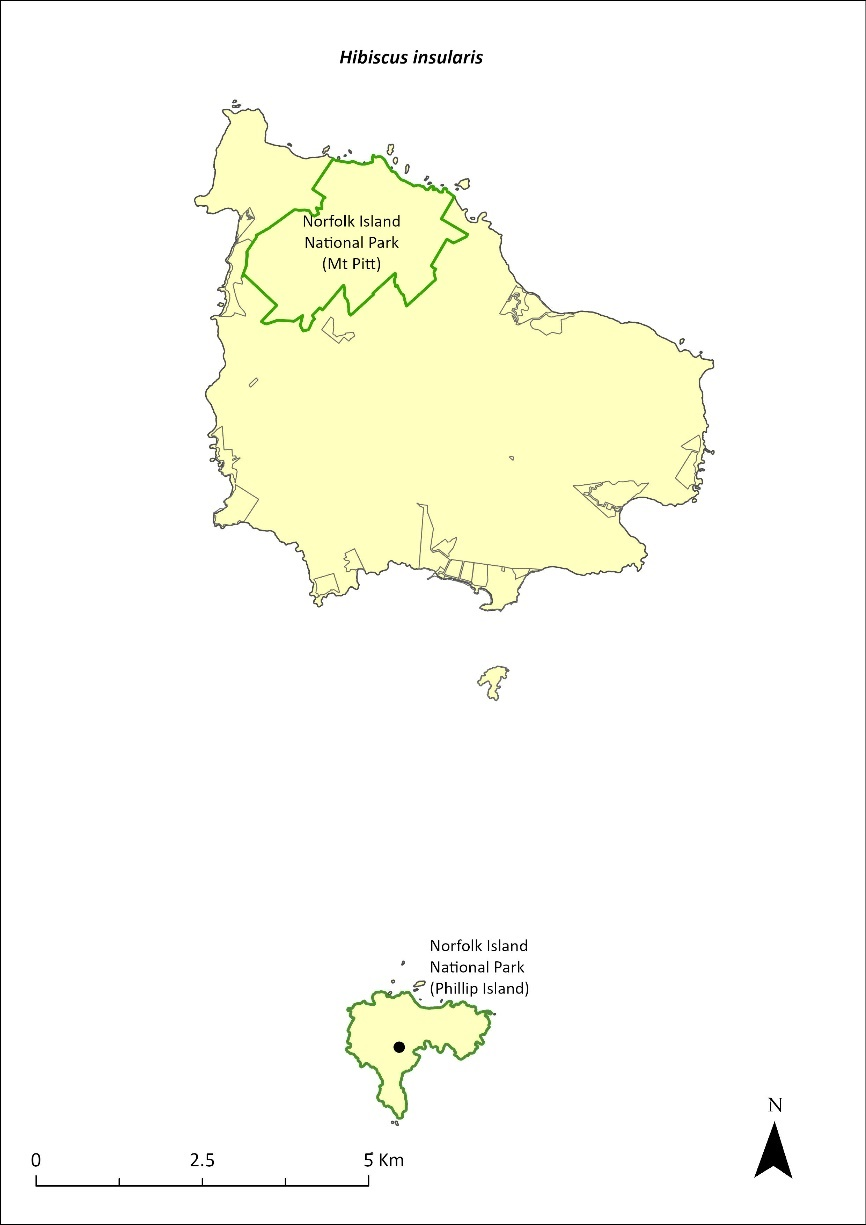 Hibiscus insularis
Norfolk Island
National Park
(Mt Pitt)
Norfolk Island
National Park
(Phillip Island)
N
0 2.5 5 Km